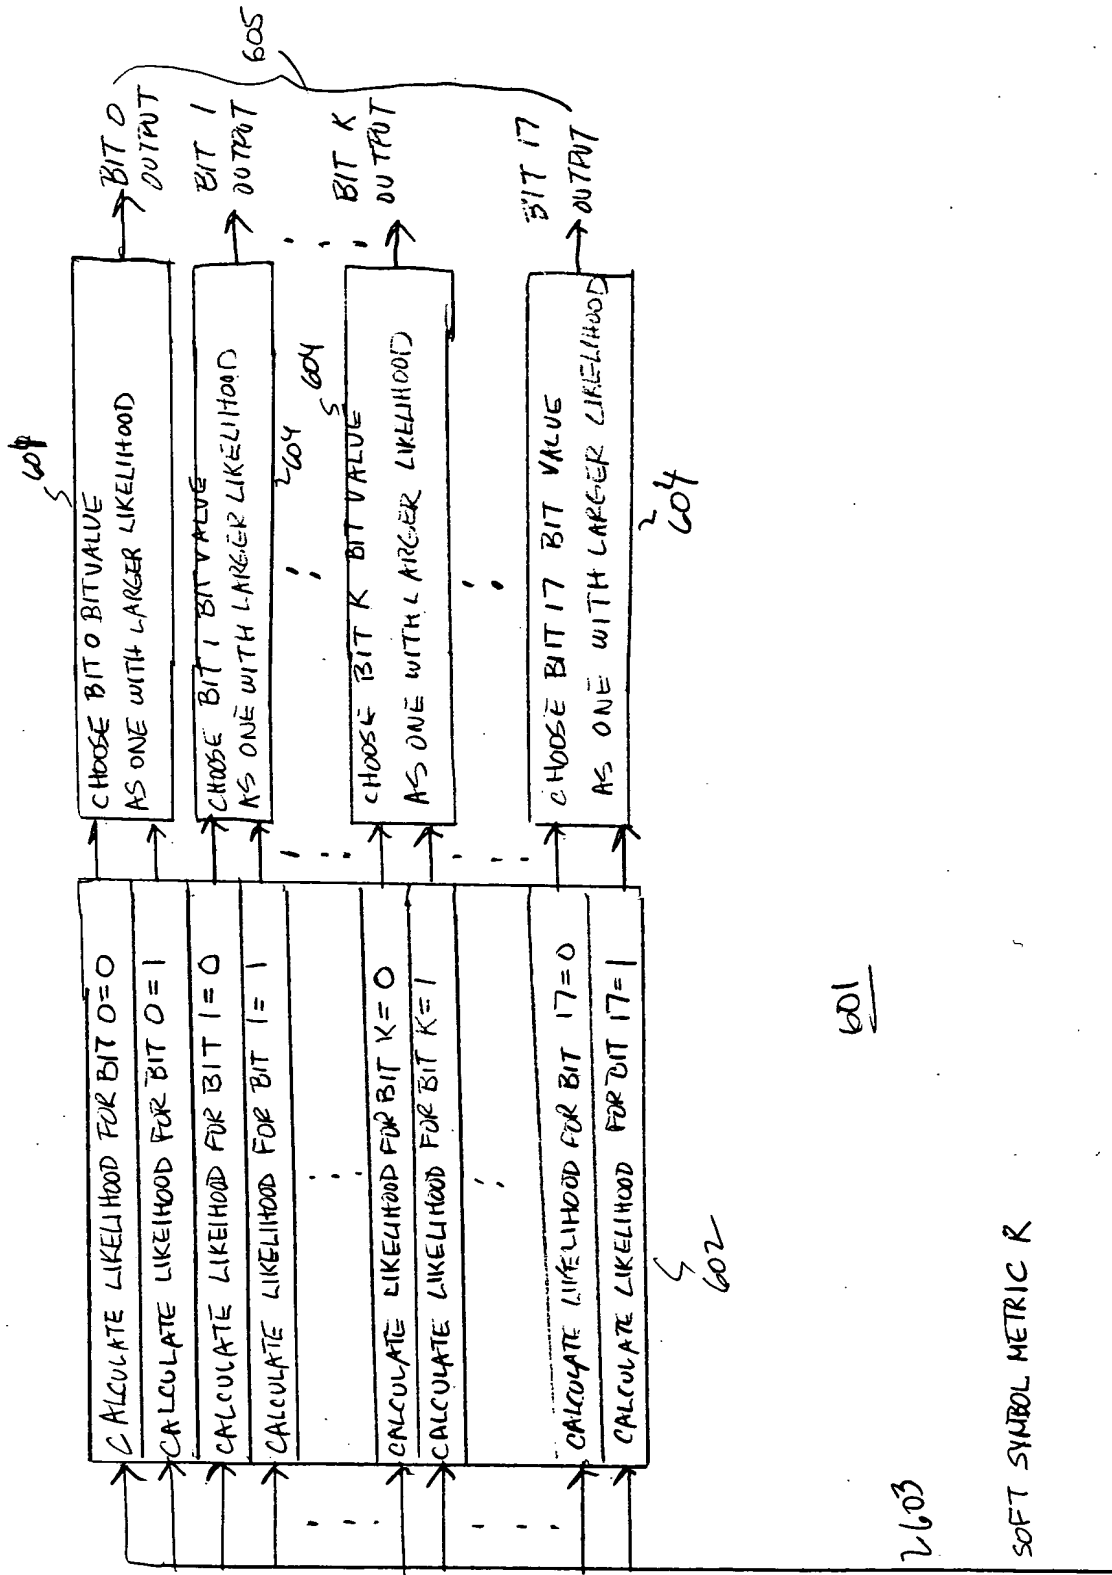 CALCULATE LIKELIHOOD FOR BIT 0=0
CALCULATE LIKEIHOOD FOR BIT 0=1
CALCULATE LIKEIHOOD FOR BIT 1=0
CALCULATE LIKELIHOOD FOR BIT 1=1
CALCULATE LIKELIHOOD FOR BIT K=0
CALCULATE LIKELIHOOD FOR BIT K=1
CALCULATE LIKELIHOOD FOR BIT 17=0
CALCULATE LIKELIHOOD FOR BIT 17=1
602
604
CHOOSE BIT 0 BIT VALUE
AS ONE WITH LARGER LIKELIHOOD
CHOOSE BIT 1 BIT VALUE
AS ONE WITH LARGER LIKELIHOOD
604
604
CHOOSE BIT K BIT VALUE
AS ONE WITH LARGER LIKELIHOOD
CHOOSE BIIT 17 BIT VALUE
AS ONE WITH LARGER LIKELIHOOD
604
BIT 0
OUTPUT
BIT 1
OUTPUT
BIT K
OUTPUT
BIT 17
OUTPUT
605
601
603
SOFT SYMBOL METRIC R